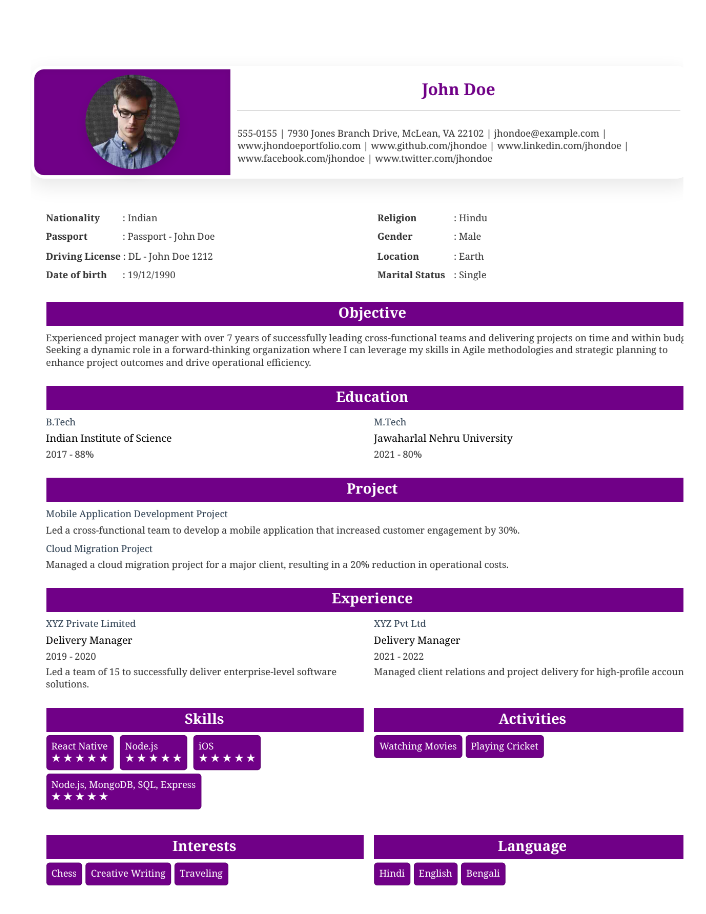 John Doe
555-0155 | 7930 Jones Branch Drive, McLean, VA 22102 | jhondoe@example.com |
www.jhondoeportfolio.com | www.github.com/jhondoe | www.linkedin.com/jhondoe |
www.facebook.com/jhondoe | www.twitter.com/jhondoe
Nationality : Indian
Religion : Hindu
Passport : Passport - John Doe
Gender : Male
Driving License : DL - John Doe 1212
Location : Earth
Date of birth : 19/12/1990
Marital Status : Single
Objective
Experienced project manager with over 7 years of successfully leading cross-functional teams and delivering projects on time and within budg
Seeking a dynamic role in a forward-thinking organization where I can leverage my skills in Agile methodologies and strategic planning to
enhance project outcomes and drive operational efficiency.
Education
B.Tech
Indian Institute of Science
2017 - 88%
M.Tech
Jawaharlal Nehru University
2021 - 80%
Project
Mobile Application Development Project
Led a cross-functional team to develop a mobile application that increased customer engagement by 30%.
Cloud Migration Project
Managed a cloud migration project for a major client, resulting in a 20% reduction in operational costs.
Experience
XYZ Private Limited
Delivery Manager
2019 - 2020
Led a team of 15 to successfully deliver enterprise-level software
solutions.
XYZ Pvt Ltd
Delivery Manager
2021 - 2022
Managed client relations and project delivery for high-profile accoun
Skills
React Native
★★★★★
Node.js
★★★★★
iOS
★★★★★
Node.js, MongoDB, SQL, Express
★★★★★
Activities
Watching Movies
Playing Cricket
Interests
Chess
Creative Writing
Traveling
Language
Hindi
English
Bengali